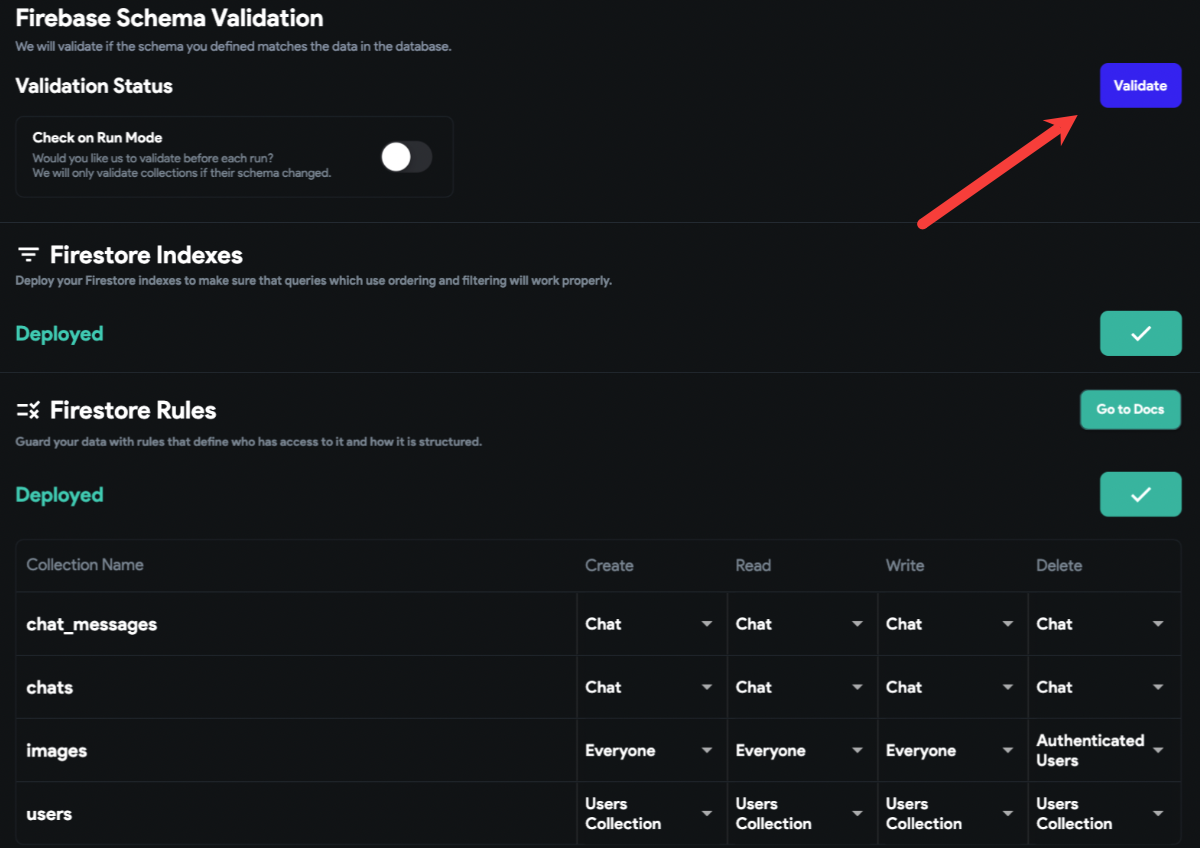 Firebase Schema Validation
We will validate if the schema you defined matches the data in the database.
Validation Status
Validate
Check on Run Mode
Would you like us to validate before each run?
We will only validate collections if their schema changed.
Firestore Indexes
Deploy your Firestore indexes to make sure that queries which use ordering and filtering will work properly.
Deployed
Firestore Rules
Go to Docs
Guard your data with rules that define who has access to it and how it is structured.
Deployed
Collection Name Create Read Write Delete
chat_messages Chat Chat Chat Chat
chats Chat Chat Chat Chat
images Everyone Everyone Everyone Authenticated
Users
users Users Users Users Users
Collection Collection Collection Collection